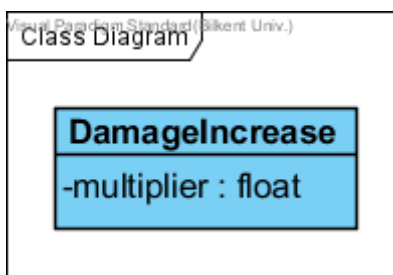 Visual Paradigm Standard(Bilkent Univ.)
Class Diagram
DamageIncrease
-multiplier : float